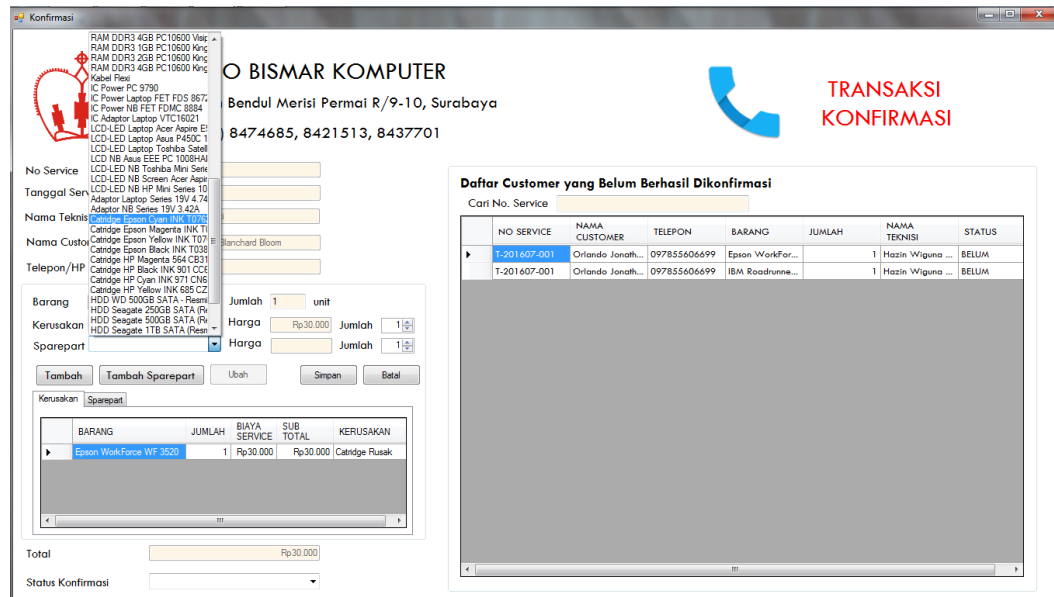 Konfirmasi
RAM DDR3 4GB PC10600
RAM DDR3 1GB PC10600 King
RAM DDR3 2GB PC10600 King
RAM DDR3 4GB PC10600 King
Kabel Flexi
IC Power PC 9790
IC Power Laptop FET FDS 8672
IC Power NB FET FDMC 8884
IC Adaptor Laptop VTC16021
LCD-LED Laptop Acer Aspire
LCD-LED Laptop Asus P450C
LCD-LED Laptop Toshiba Satell
LCD NB Asus EEE PC 1008HA
LCD-LED NB Toshiba Mini Serie
LCD-LED NB Screen Acer Aspir
LCD-LED NB HP Mini Series 10
Adaptor Laptop Series 19V 4.74
Adaptor NB Series 19V 3.42A
Catridge Epson Cyan INK T076
Catridge Epson Magenta INK
Catridge Epson Yellow INK T07
Catridge Epson Black INK T038
Catridge HP Magenta 564 CB31
Catridge HP Black INK 901
Catridge HP Cyan INK 971 CN6
Catridge HP Yellow INK 685 CZ
HDD WD 500GB SATA - Resmi
HDD Seagate 250GB SATA (Re
HDD Seagate 500GB SATA (Re
HDD Seagate 1TB SATA (Resm
O BISMAR KOMPUTER
Bendul Merisi Permai R/9-10, Surabaya
) 8474685, 8421513, 8437701
TRANSAKSI
KONFIRMASI
No Service
Tanggal Serv
Nama Teknis
Nama Custo
Blanchard Bloom
Telepon/HP
Barang
Jumlah 1 unit
Kerusakan
Harga Rp30.000 Jumlah 1
Sparepart
Harga Jumlah 1
Tambah Tambah Sparepart Ubah Simpan Batal
Kerusakan Sparepart
BARANG JUMLAH BIAYA SERVICE SUB TOTAL KERUSAKAN
Epson WorkForce WF 3520 1 Rp30.000 Rp30.000 Catridge Rusak
Total Rp30.000
Status Konfirmasi
Daftar Customer yang Belum Berhasil Dikonfirmasi
Cari No. Service
NO SERVICE NAMA CUSTOMER TELEPON BARANG JUMLAH NAMA TEKNISI STATUS
T-201607-001 Orlando Jonath... 097855606699 Epson WorkFor... 1 Hazin Wiguna ... BELUM
T-201607-001 Orlando Jonath... 097855606699 IBM Roadrunne... 1 Hazin Wiguna ... BELUM